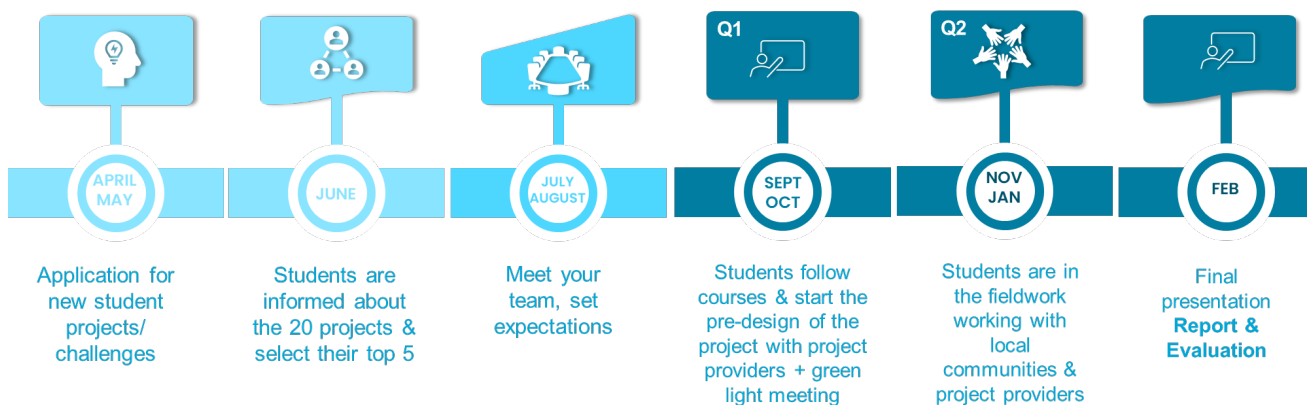 Q1
Q2
APRIL
MAY
JUNE
JULY
AUGUST
SEPT
OCT
NOV
JAN
FEB
Application for
new student
projects/
challenges
Students are
informed about
the 20 projects &
select their top 5
Meet your
team, set
expectations
Students follow
courses & start the
pre-design of the
project with project
providers + green
light meeting
Students are in
the fieldwork
working with
local
communities &
project providers
Final
presentation
Report &
Evaluation